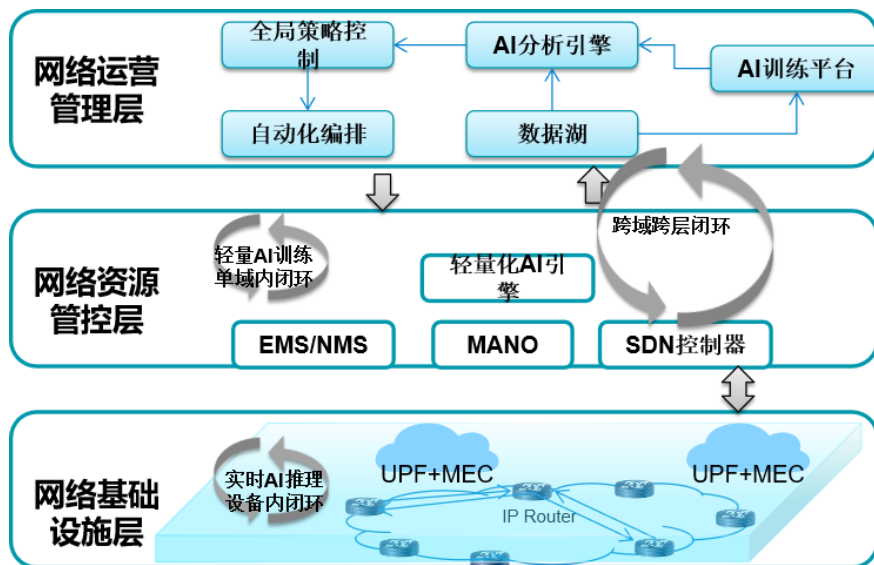 网络运营
管理层
全局策略控
制
AI分析引擎
AI训练平台
自动化编排
数据湖
网络资源
管控层
轻量AI训练
单域内闭环
轻量化AI引
擎
跨域跨层闭环
EMS/NMS
MANO
SDN控制器
网络基础
设施层
实时AI推理
设备内闭环
UPF+MEC
UPF+MEC
IP Router